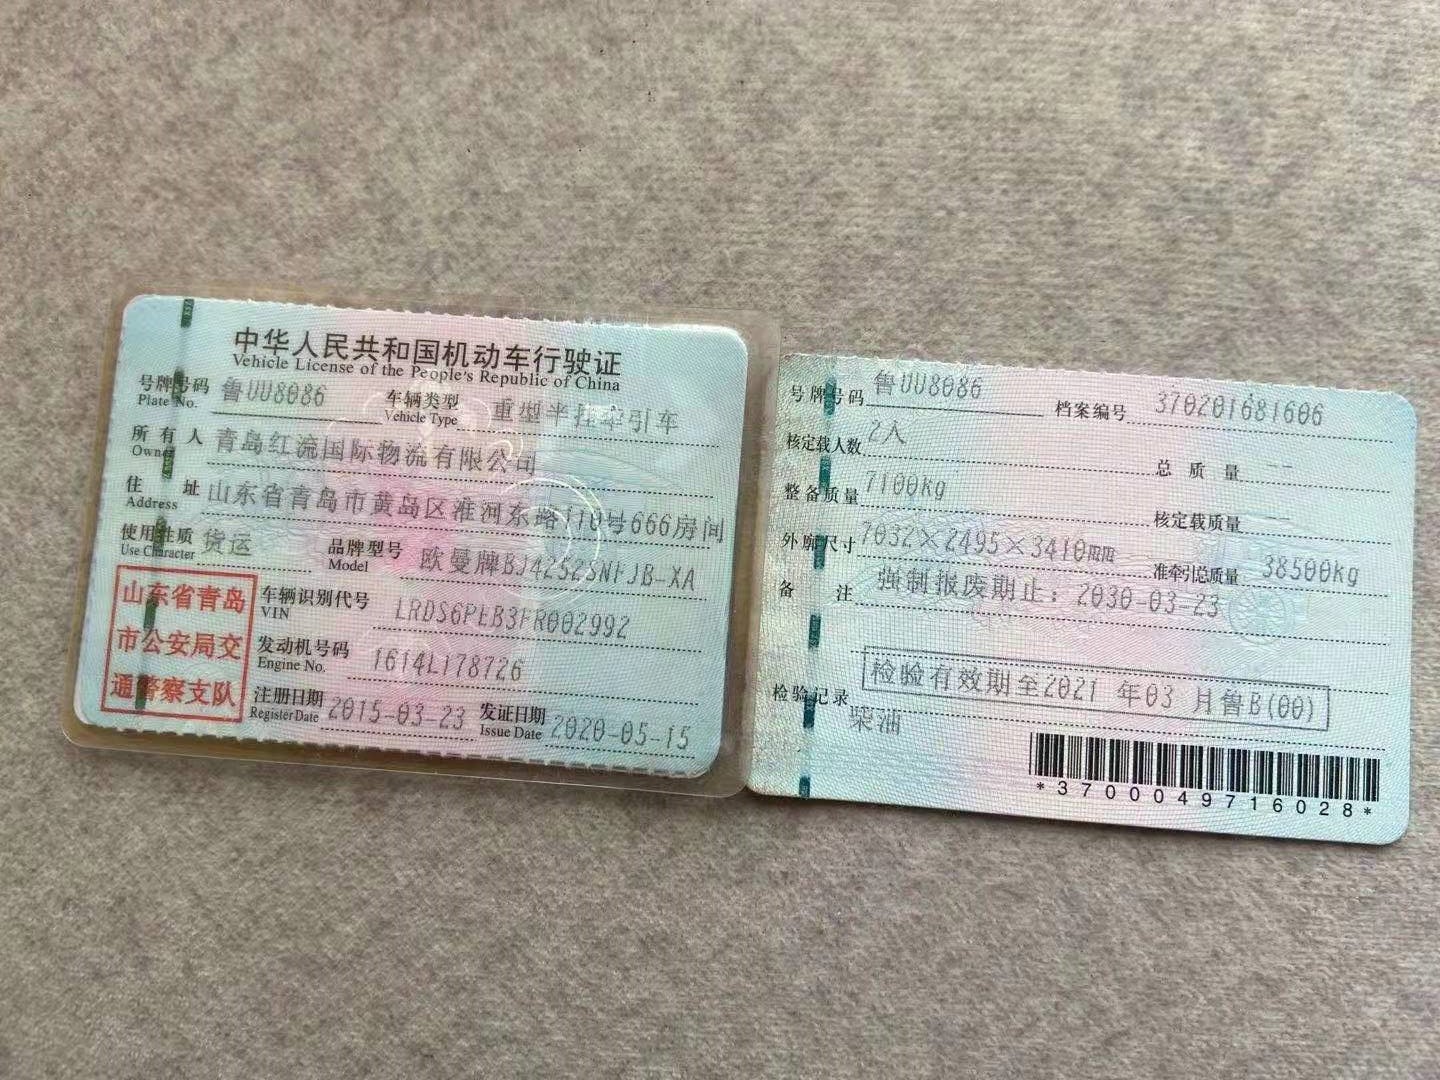 中华人民共和国机动车行驶证
Vehicle License of the People's Republic of China
号牌号码 鲁UU8086 车辆类型 重型半挂牵引车
Plate No. Vehicle Type
所有人 青岛红流国际物流有限公司
Owner
住址 山东省青岛市黄岛区淮河东路110号666房间
Address
使用性质 货运 品牌型号 欧曼牌BJ4252SNFJB-XA
Use Character Model
山东省青岛
市公安局交
通警察支队
车辆识别代号 LRDS6PEB3FR002992
VIN
发动机号码 1614L178726
Engine No.
注册日期 2015-03-23 发证日期 2020-05-15
Register Date Issue Date
号牌号码 鲁UU8086 档案编号 370201681606
核定载人数 2人 总质量 --
整备质量 7100kg 核定载质量 --
外廓尺寸 7032×2495×3410mm 准牵引总质量 38500kg
备注 强制报废期止：2030-03-23
检验记录 检验有效期至2021 年03 月鲁B(00)
柴油
*3700049716028*